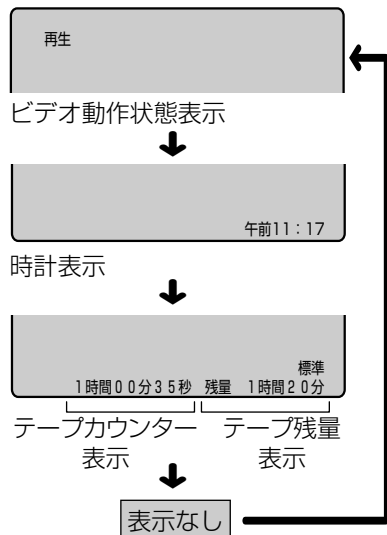 再生
ビデオ動作状態表示
午前11：17
時計表示
標準
1時間00分35秒 残量 1時間20分
テープカウンター表示
テープ残量表示
表示なし